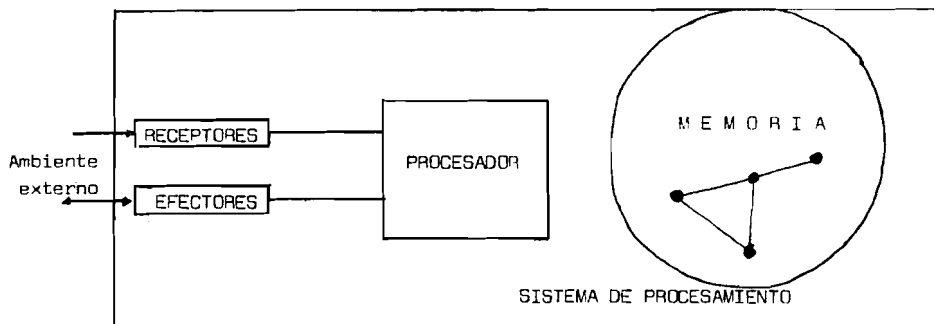 RECEPTORES
M E M O R I A
PROCESADOR
Ambiente
externo
EFECTORES
SISTEMA DE PROCESAMIENTO